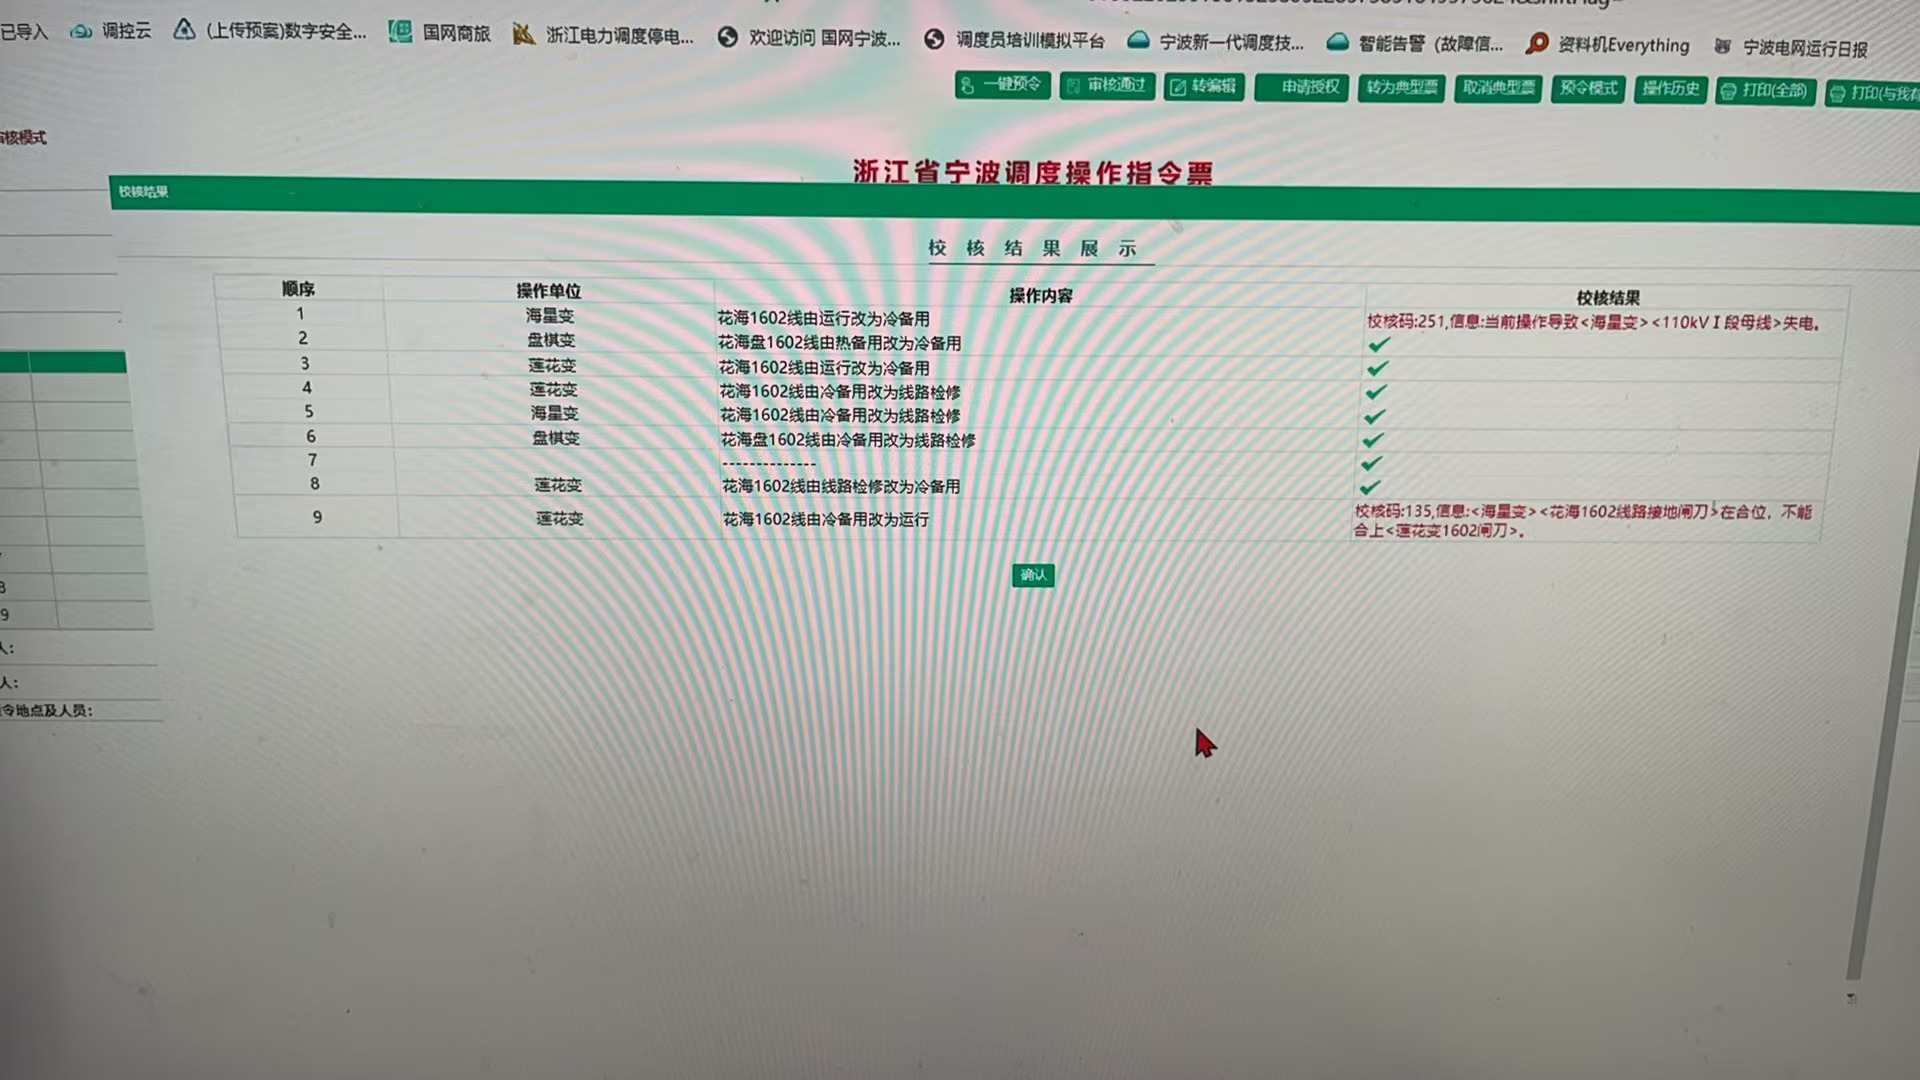 已导入 调控云 (上传预案)数字安全... 国网商旅 浙江电力调度停电... 欢迎访问 国网宁波... 调度员培训模拟平台 宁波新一代调度技... 智能告警（故障信... 资料机Everything 宁波电网运行日报
一键预令 审核通过 转编辑 申请授权 转为典型票 取消典型票 预令模式 操作历史 打印(全部) 打印(与我有
核模式
浙江省宁波调度操作指令票
校核结果
校核结果展示
顺序 操作单位 操作内容 校核结果
1 海星变 花海1602线由运行改为冷备用 校核码:251,信息:当前操作导致<海星变><110kVⅠ段母线>失电。
2 盘棋变 花海盘1602线由热备用改为冷备用
3 莲花变 花海1602线由运行改为冷备用
4 莲花变 花海1602线由冷备用改为线路检修
5 海星变 花海1602线由冷备用改为线路检修
6 盘棋变 花海盘1602线由冷备用改为线路检修
7 --------------
8 莲花变 花海1602线由线路检修改为冷备用
9 莲花变 花海1602线由冷备用改为运行 校核码:135,信息:<海星变><花海1602线路接地闸刀>在合位，不能
合上<莲花变1602闸刀>。
确认
9
人：
人：
令地点及人员：